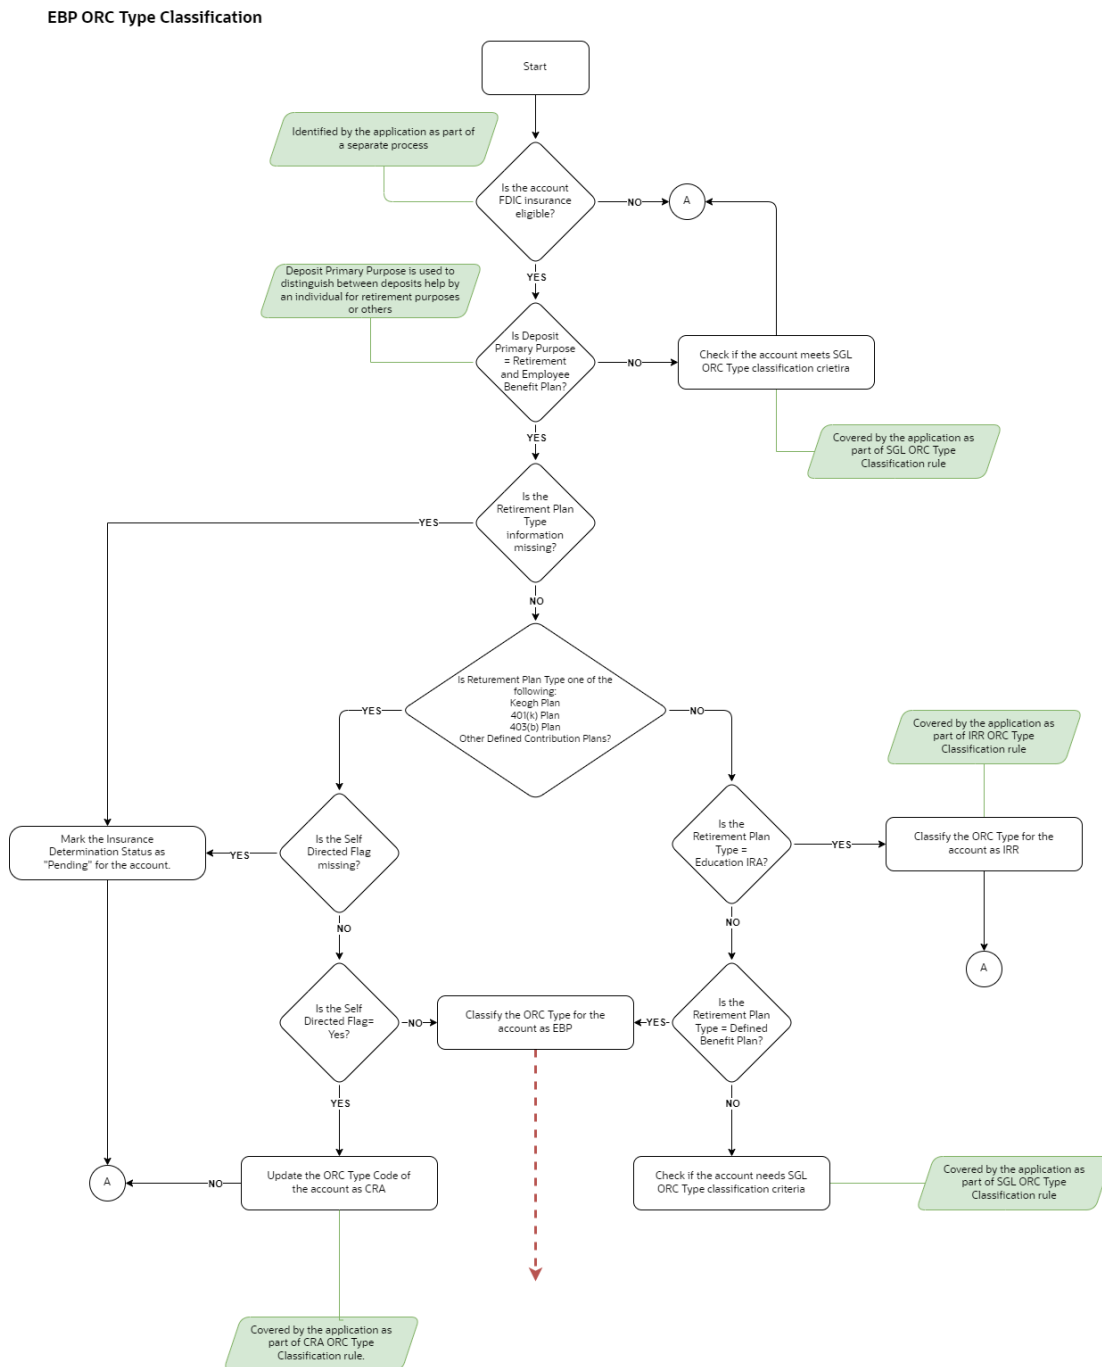 EBP ORC Type Classification
Start
Identified by the application as part of
a separate process
Is the account
FDIC insurance
eligible?
NO
A
YES
Deposit Primary Purpose is used to
distinguish between deposits help by
an individual for retirement purposes
or others
Is Deposit
Primary Purpose
= Retirement
and Employee
Benefit Plan?
NO
Check if the account meets SGL
ORC Type classification crietira
YES
Covered by the application as
part of SGL ORC Type
Classification rule
Is the
Retirement Plan
Type
information
missing?
YES
NO
Is Returement Plan Type one of the
following:
Keogh Plan
401(k) Plan
403(b) Plan
Other Defined Contribution Plans?
YES
NO
Covered by the application as
part of IRR ORC Type
Classification rule
Mark the Insurance
Determination Status as
"Pending" for the account.
YES
Is the Self
Directed Flag
missing?
Is the
Retirement Plan
Type =
Education IRA?
YES
Classify the ORC Type for the
account as IRR
NO
NO
A
Is the Self
Directed Flag=
Yes?
NO
Classify the ORC Type for the
account as EBP
YES
Is the
Retirement Plan
Type = Defined
Benefit Plan?
YES
NO
A
NO
Update the ORC Type Code of
the account as CRA
Check if the account needs SGL
ORC Type classification criteria
Covered by the application as
part of SGL ORC Type
Classification rule
Covered by the application as
part of CRA ORC Type
Classification rule.